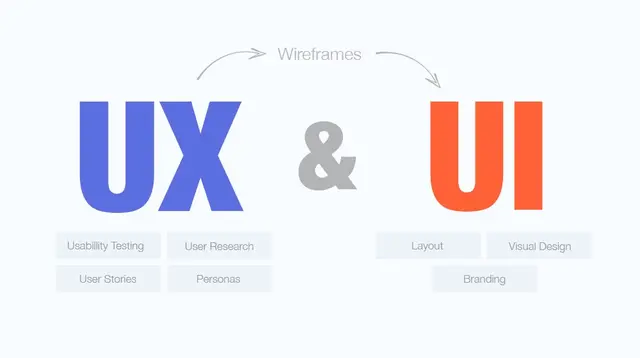 Wireframes
UX & UI
Usability Testing
User Research
User Stories
Personas
Layout
Visual Design
Branding